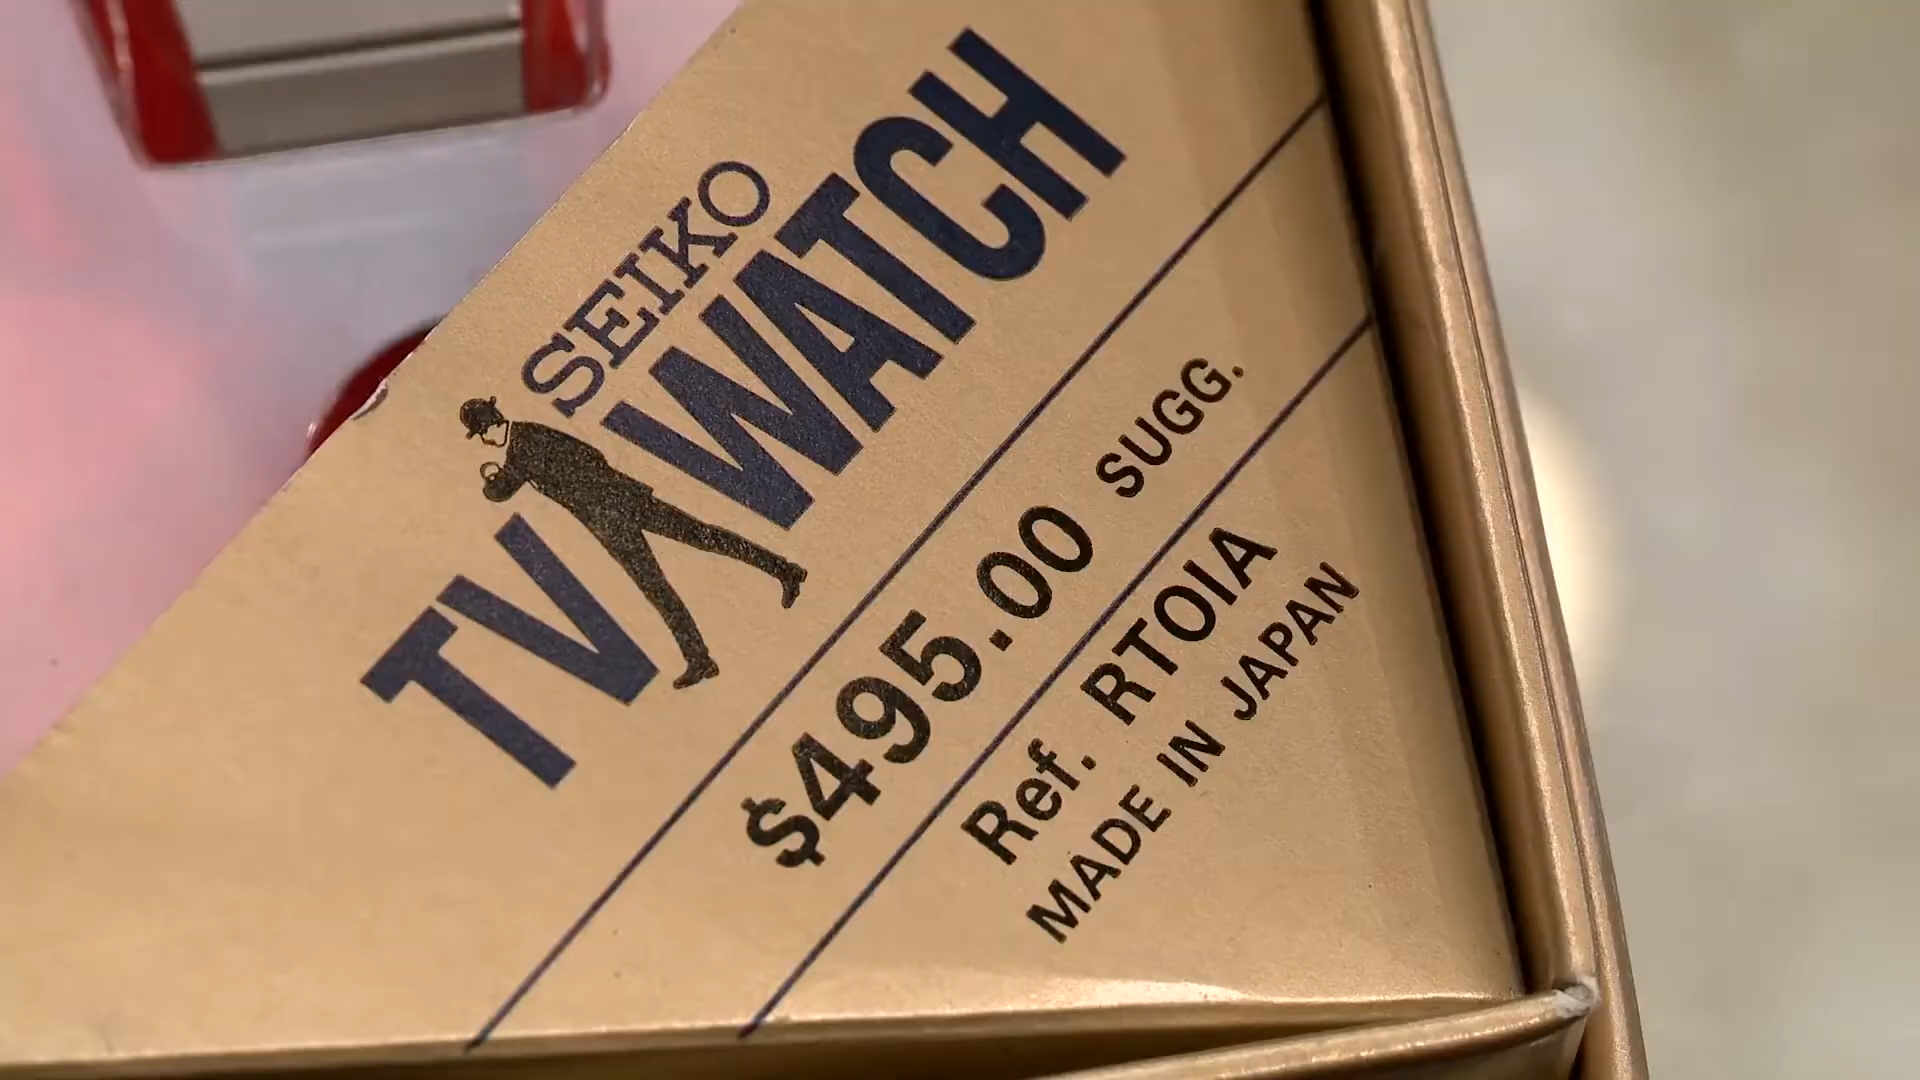 SEIKO
TV WATCH
$495.00 SUGG.
Ref. RTOIA
MADE IN JAPAN